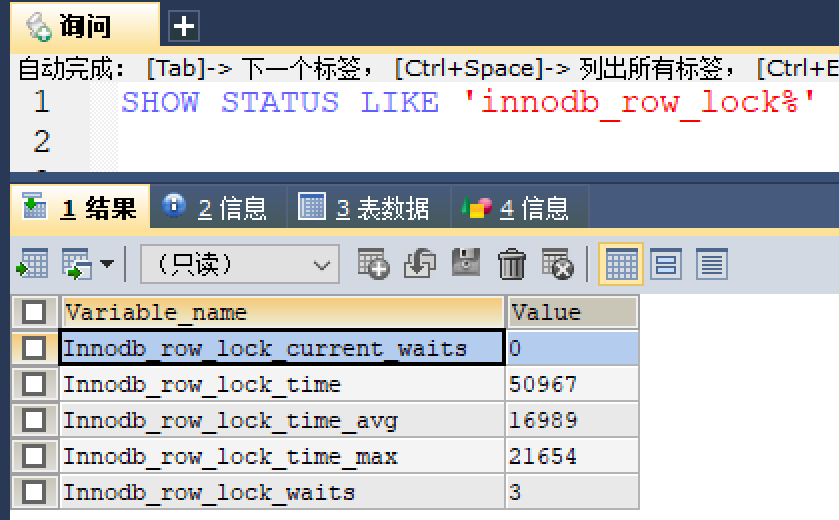 询问
自动完成： [Tab]-> 下一个标签， [Ctrl+Space]-> 列出所有标签， [Ctrl+E
1 SHOW STATUS LIKE 'innodb_row_lock%'
2
1 结果 2 信息 3 表数据 4 信息
（只读）
Variable_name Value
Innodb_row_lock_current_waits 0
Innodb_row_lock_time 50967
Innodb_row_lock_time_avg 16989
Innodb_row_lock_time_max 21654
Innodb_row_lock_waits 3